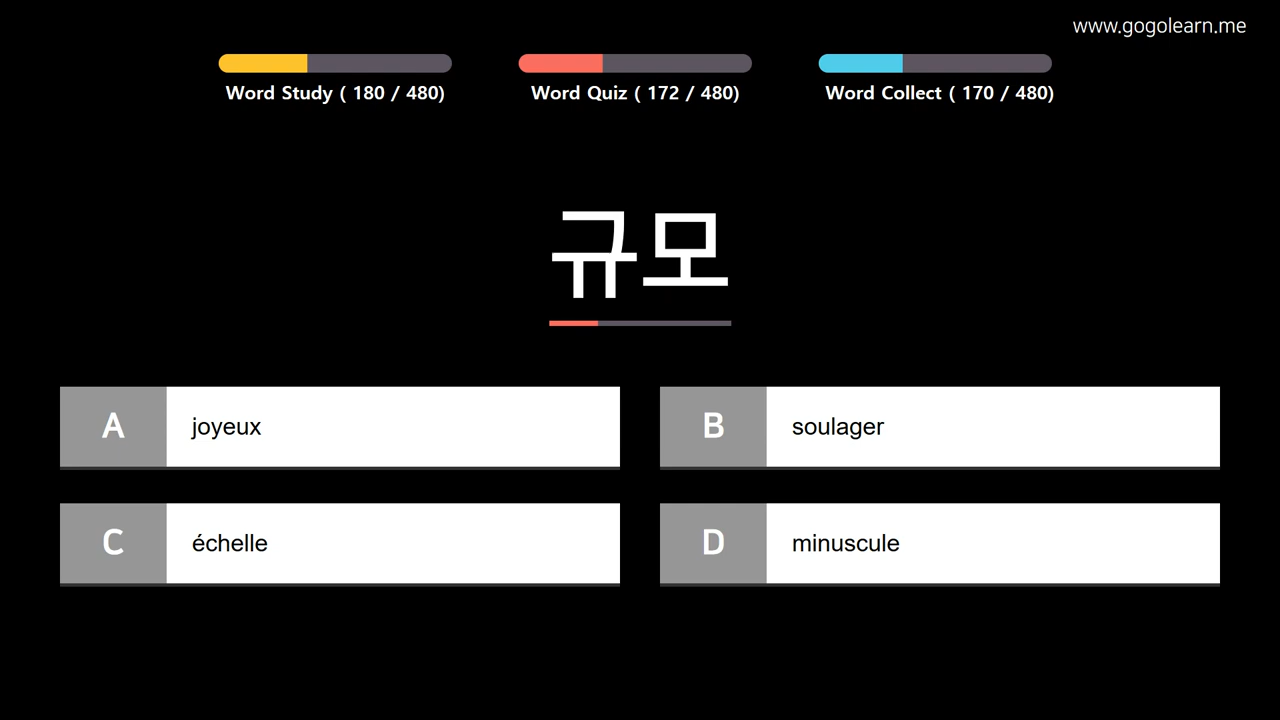 www.gogolearn.me
Word Study ( 180 / 480)
Word Quiz ( 172 / 480)
Word Collect ( 170 / 480)
규모
A joyeux
B soulager
C échelle
D minuscule